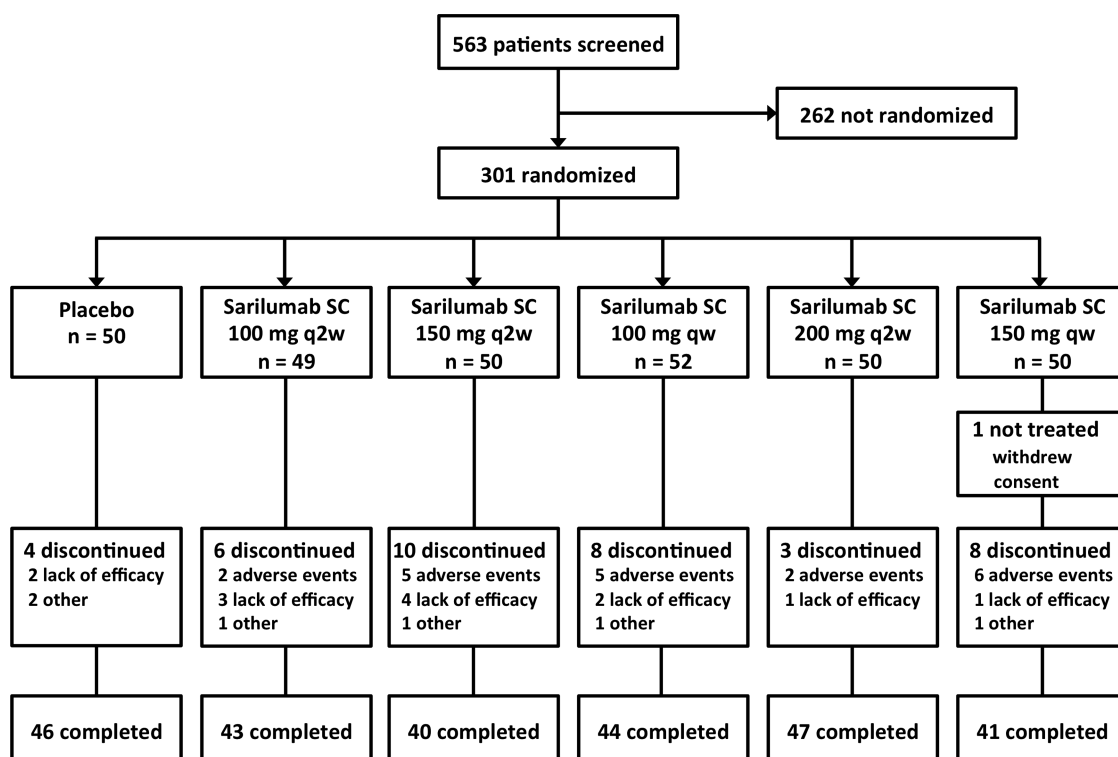 563 patients screened
262 not randomized
301 randomized
Placebo
n = 50
Sarilumab SC
100 mg q2w
n = 49
Sarilumab SC
150 mg q2w
n = 50
Sarilumab SC
100 mg qw
n = 52
Sarilumab SC
200 mg q2w
n = 50
Sarilumab SC
150 mg qw
n = 50
1 not treated
withdrew
consent
4 discontinued
2 lack of efficacy
2 other
6 discontinued
2 adverse events
3 lack of efficacy
1 other
10 discontinued
5 adverse events
4 lack of efficacy
1 other
8 discontinued
5 adverse events
2 lack of efficacy
1 other
3 discontinued
2 adverse events
1 lack of efficacy
8 discontinued
6 adverse events
1 lack of efficacy
1 other
46 completed
43 completed
40 completed
44 completed
47 completed
41 completed